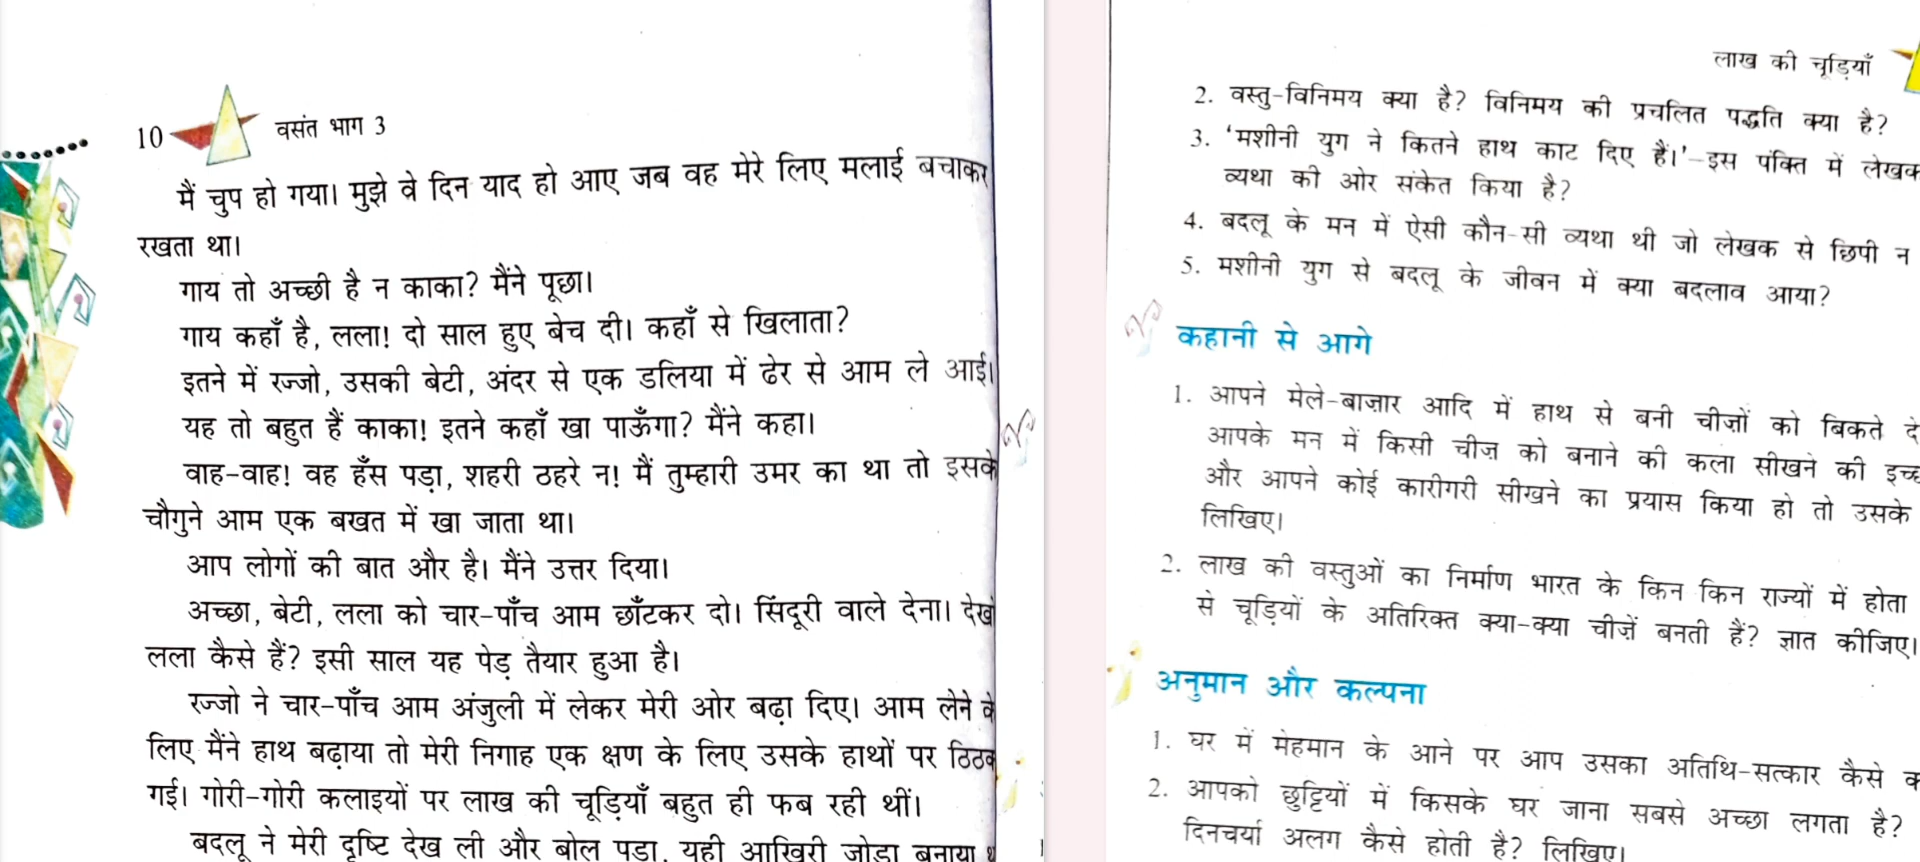 10
वसंत भाग 3
मैं चुप हो गया। मुझे वे दिन याद हो आए जब वह मेरे लिए मलाई बचाकर
रखता था।
गाय तो अच्छी है न काका? मैंने पूछा।
गाय कहाँ है, लला! दो साल हुए बेच दी। कहाँ से खिलाता?
इतने में रज्जो, उसकी बेटी, अंदर से एक डलिया में ढेर से आम ले आई।
यह तो बहुत हैं काका! इतने कहाँ खा पाऊँगा? मैंने कहा।
वाह-वाह! वह हँस पड़ा, शहरी ठहरे न! मैं तुम्हारी उमर का था तो इसके
चौगुने आम एक बखत में खा जाता था।
आप लोगों की बात और है। मैंने उत्तर दिया।
अच्छा, बेटी, लला को चार-पाँच आम छाँटकर दो। सिंदूरी वाले देना। देखो
लला कैसे हैं? इसी साल यह पेड़ तैयार हुआ है।
रज्जो ने चार-पाँच आम अंजुली में लेकर मेरी ओर बढ़ा दिए। आम लेने के
लिए मैंने हाथ बढ़ाया तो मेरी निगाह एक क्षण के लिए उसके हाथों पर ठिठक
गई। गोरी-गोरी कलाइयों पर लाख की चूड़ियाँ बहुत ही फब रही थीं।
बदलू ने मेरी दृष्टि देख ली और बोल पड़ा, यही आखिरी जोड़ा बनाया
लाख की चूड़ियाँ
2. वस्तु-विनिमय क्या है? विनिमय की प्रचलित पद्धति क्या है?
3. 'मशीनी युग ने कितने हाथ काट दिए हैं।'-इस पंक्ति में लेखक
व्यथा की ओर संकेत किया है?
4. बदलू के मन में ऐसी कौन-सी व्यथा थी जो लेखक से छिपी न
5. मशीनी युग से बदलू के जीवन में क्या बदलाव आया?
कहानी से आगे
1. आपने मेले-बाज़ार आदि में हाथ से बनी चीज़ों को बिकते
आपके मन में किसी चीज़ को बनाने की कला सीखने की
और आपने कोई कारीगरी सीखने का प्रयास किया हो तो उसके
लिखिए।
2. लाख की वस्तुओं का निर्माण भारत के किन किन राज्यों में होता
से चूड़ियों के अतिरिक्त क्या-क्या चीज़ें बनती हैं? ज्ञात कीजिए।
अनुमान और कल्पना
1. घर में मेहमान के आने पर आप उसका अतिथि-सत्कार कैसे
2. आपको छुट्टियों में किसके घर जाना सबसे अच्छा लगता है?
दिनचर्या अलग कैसे होती है? लिखिए।